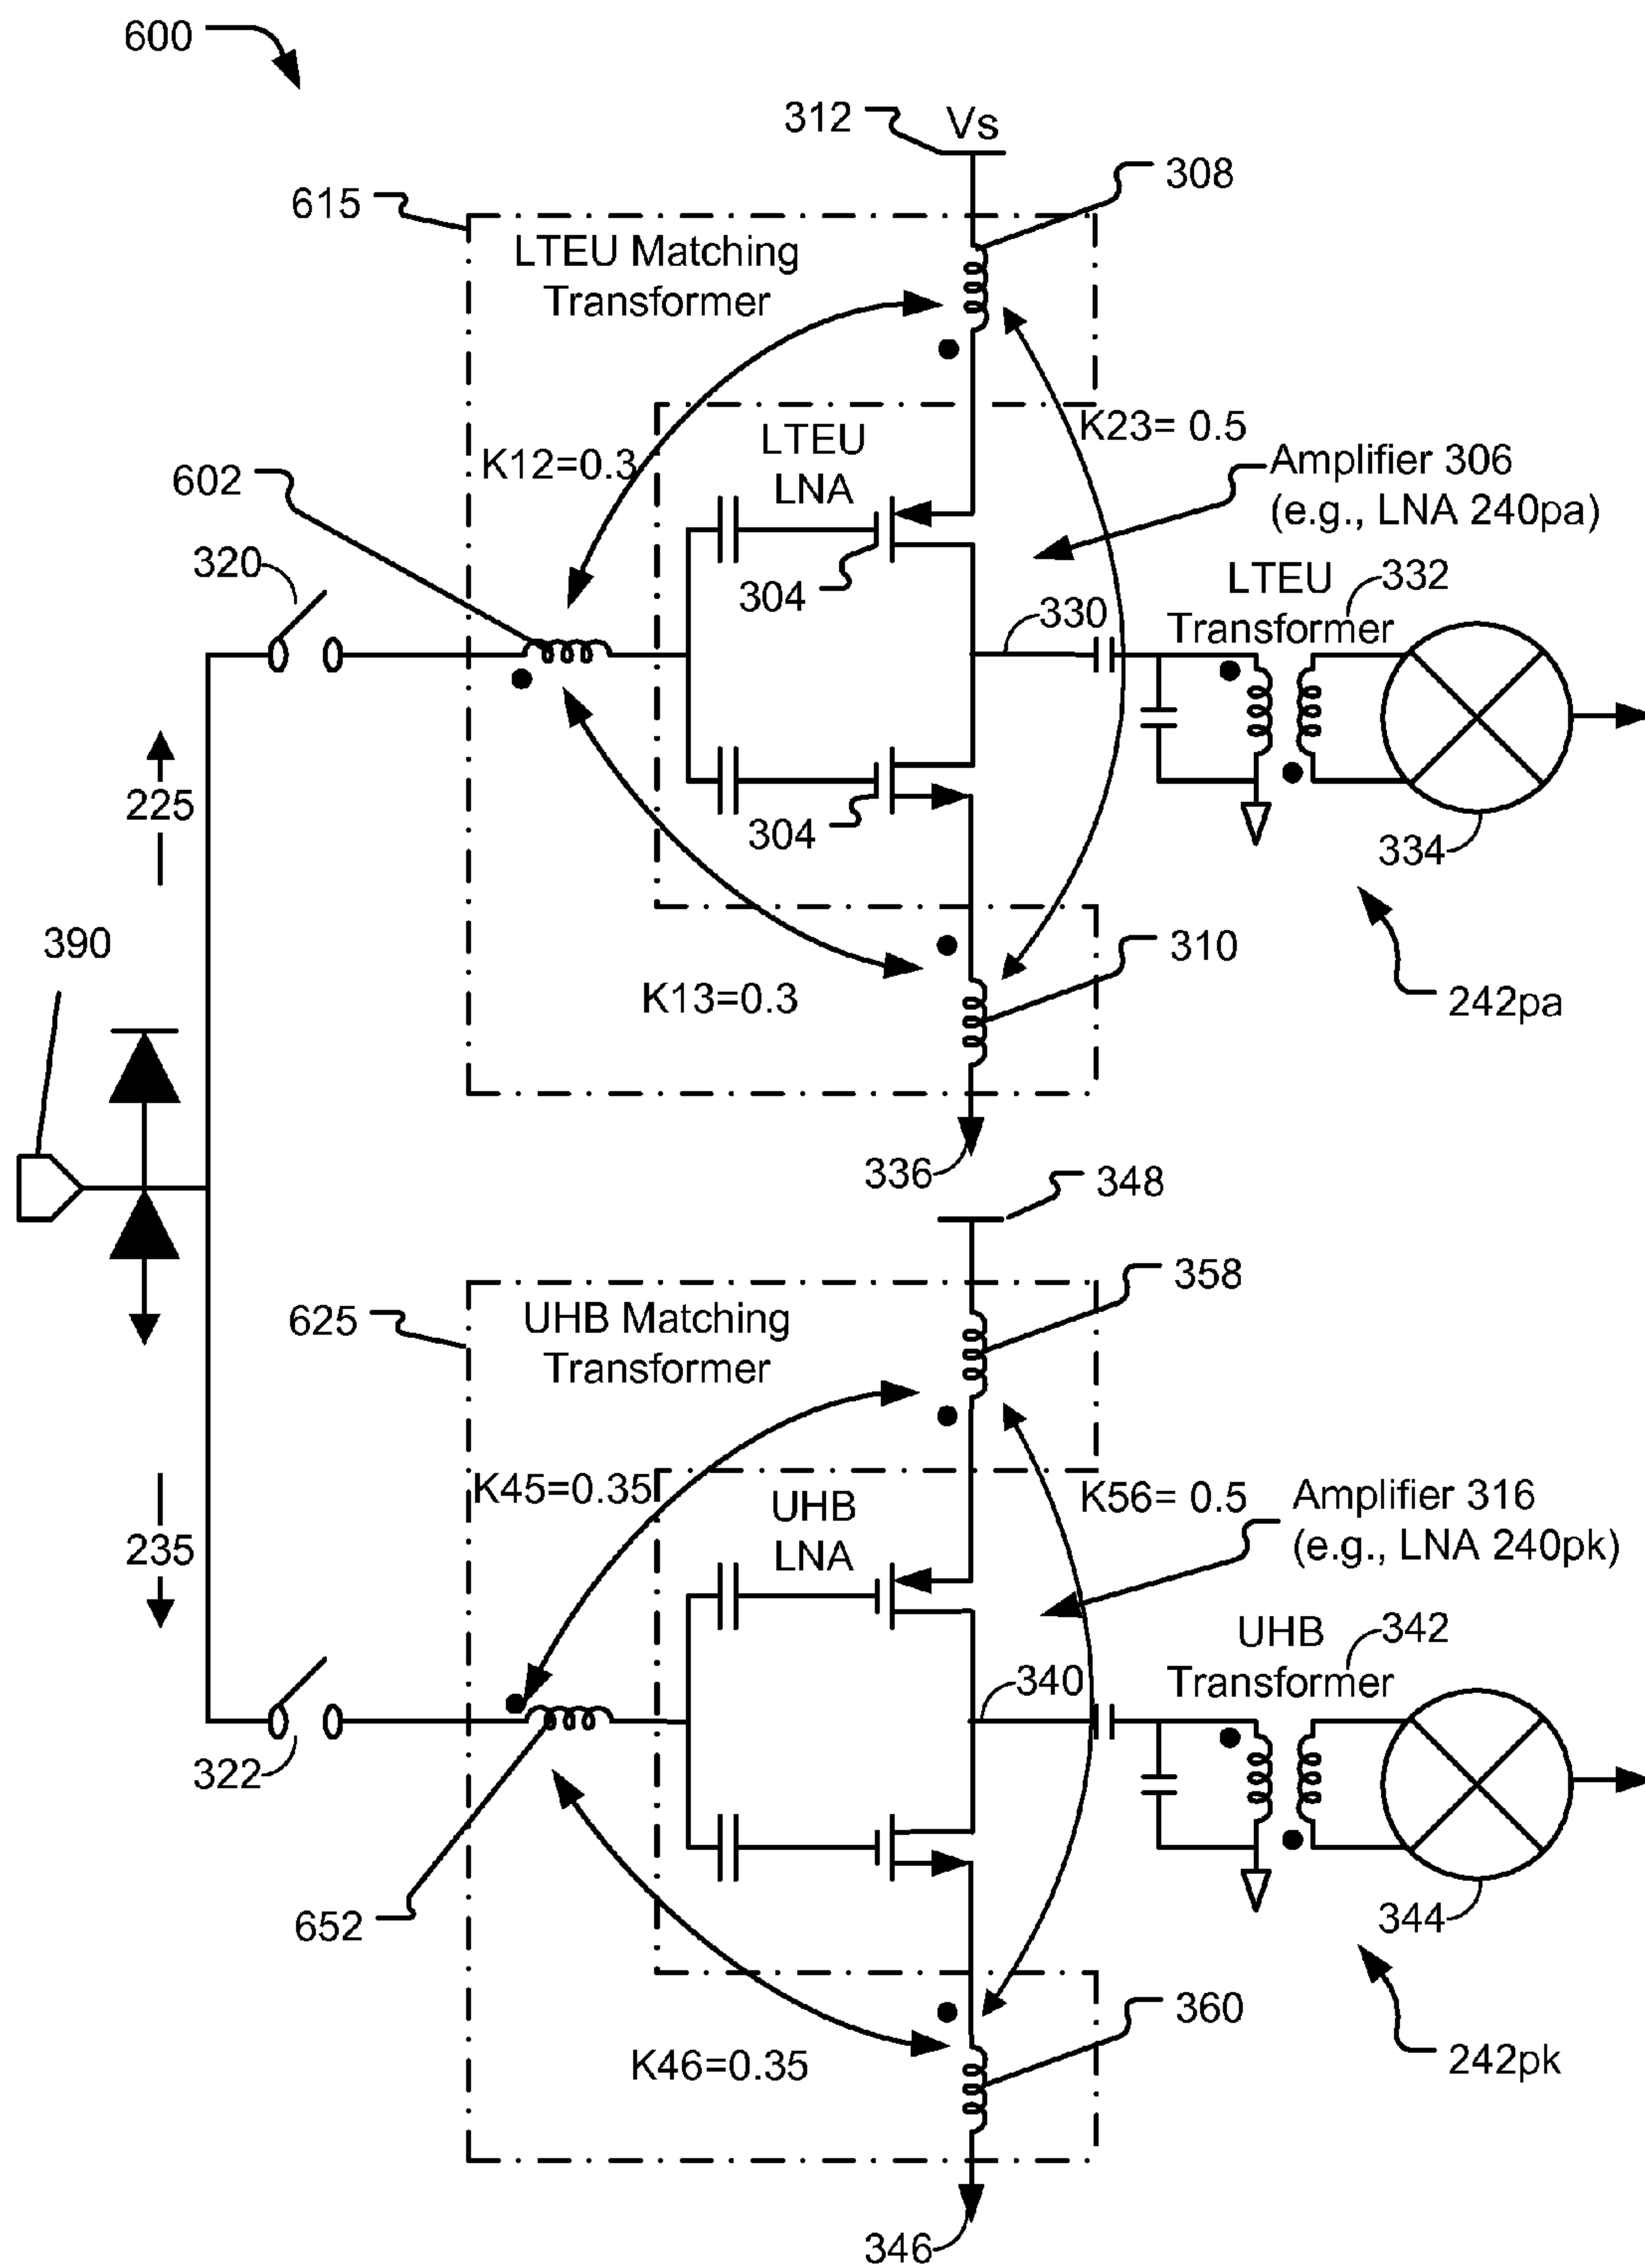 600
312
Vs
308
615
LTEU Matching
Transformer
K23= 0.5
K12=0.3
LTEU
LNA
Amplifier 306
(e.g., LNA 240pa)
602
320
304
LTEU
Transformer
332
330
225
304
334
390
310
K13=0.3
242pa
336
348
358
625
UHB Matching
Transformer
K45=0.35
K56= 0.5
UHB
LNA
Amplifier 316
(e.g., LNA 240pk)
235
UHB
Transformer
342
340
322
652
344
360
K46=0.35
242pk
346